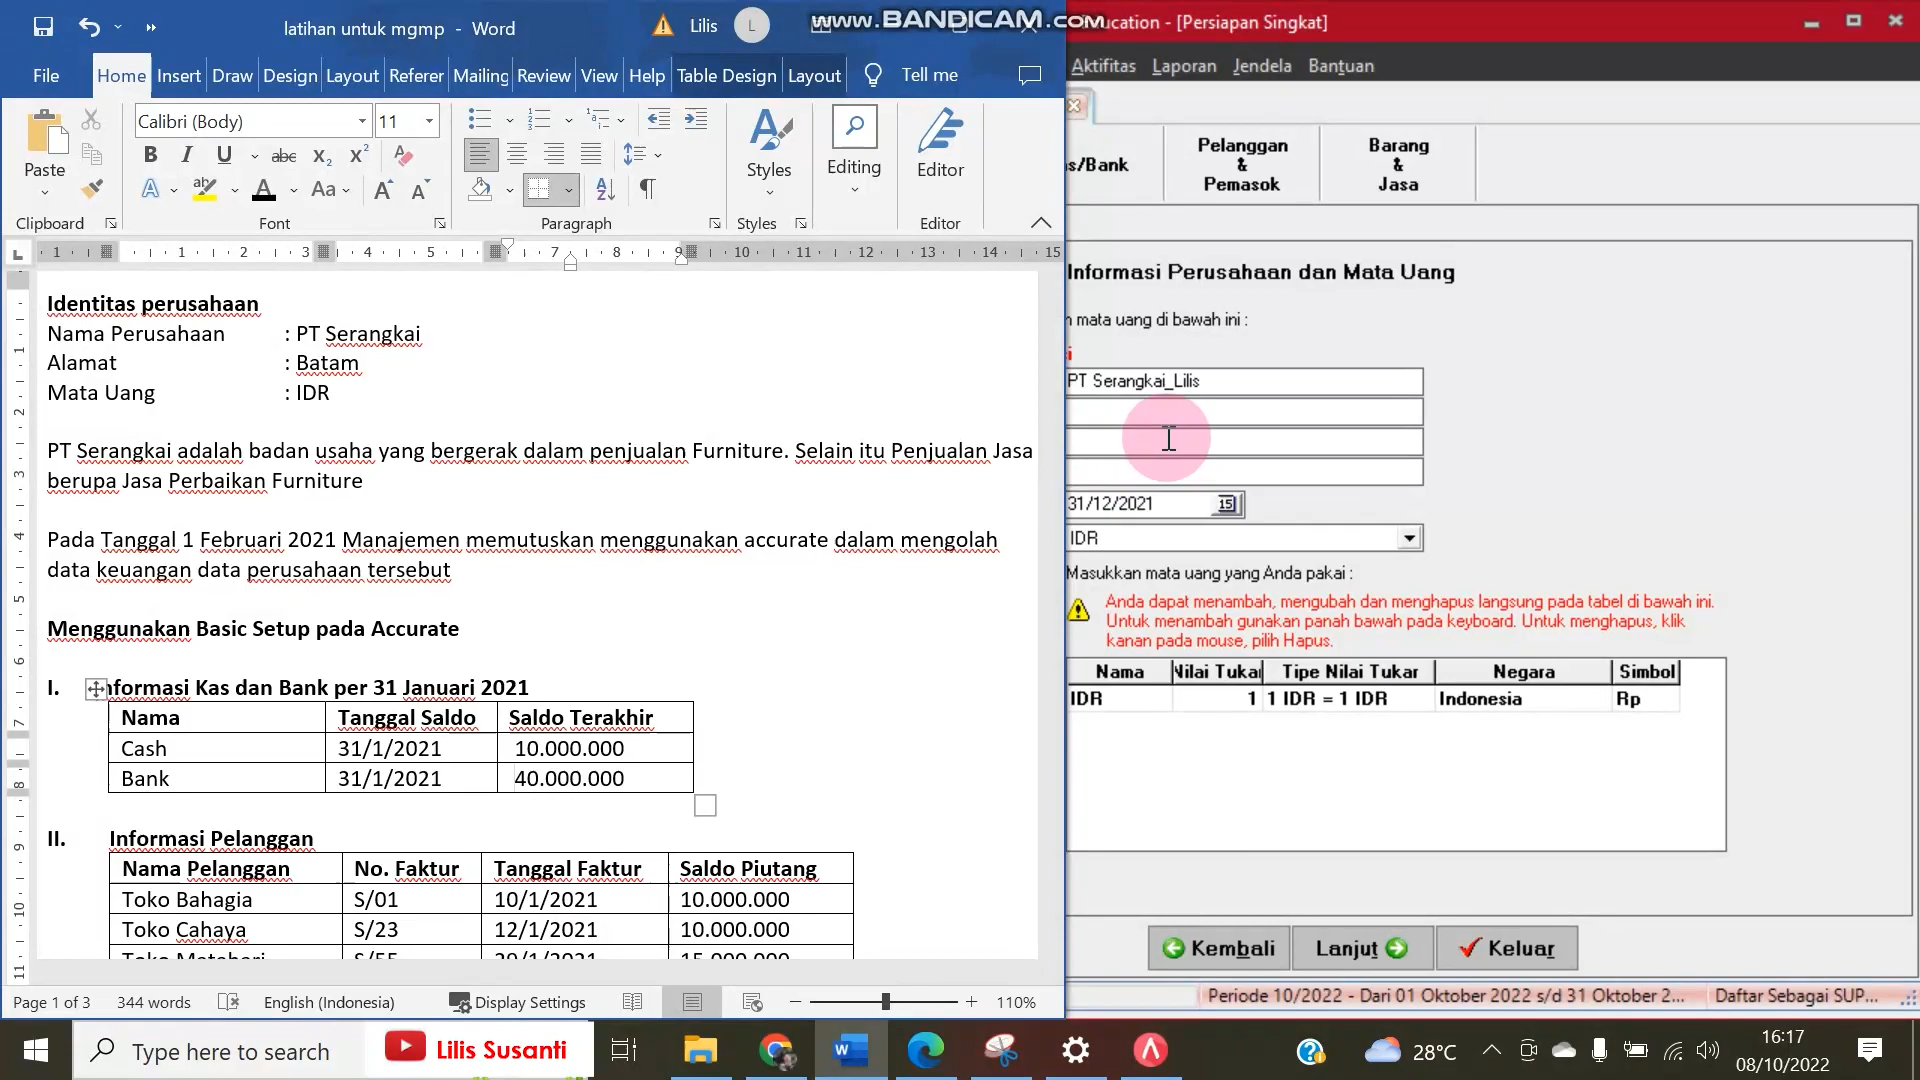 latihan untuk mgmp - Word
Lilis
L
www.BANDICAM.com
File
Home
Insert
Draw
Design
Layout
Referer
Mailing
Review
View
Help
Table Design
Layout
Tell me
Paste
Clipboard
Calibri (Body)
11
Font
Paragraph
Styles
Styles
Editing
Editor
Editor
Identitas perusahaan
Nama Perusahaan : PT Serangkai
Alamat : Batam
Mata Uang : IDR
PT Serangkai adalah badan usaha yang bergerak dalam penjualan Furniture. Selain itu Penjualan Jasa
berupa Jasa Perbaikan Furniture
Pada Tanggal 1 Februari 2021 Manajemen memutuskan menggunakan accurate dalam mengolah
data keuangan data perusahaan tersebut
Menggunakan Basic Setup pada Accurate
I. nformasi Kas dan Bank per 31 Januari 2021
Nama Tanggal Saldo Saldo Terakhir
Cash 31/1/2021 10.000.000
Bank 31/1/2021 40.000.000
II. Informasi Pelanggan
Nama Pelanggan No. Faktur Tanggal Faktur Saldo Piutang
Toko Bahagia S/01 10/1/2021 10.000.000
Toko Cahaya S/23 12/1/2021 10.000.000
Page 1 of 3
344 words
English (Indonesia)
Display Settings
110%
ducation - [Persiapan Singkat]
Aktifitas Laporan Jendela Bantuan
s/Bank
Pelanggan
&
Pemasok
Barang
&
Jasa
Informasi Perusahaan dan Mata Uang
mata uang di bawah ini :
PT Serangkai_Lilis
31/12/2021
15
IDR
Masukkan mata uang yang Anda pakai :
Anda dapat menambah, mengubah dan menghapus langsung pada tabel di bawah ini.
Untuk menambah gunakan panah bawah pada keyboard. Untuk menghapus, klik
kanan pada mouse, pilih Hapus.
Nama Nilai Tukar Tipe Nilai Tukar Negara Simbol
IDR 1 1 IDR = 1 IDR Indonesia Rp
Kembali
Lanjut
Keluar
Periode 10/2022 - Dari 01 Oktober 2022 s/d 31 Oktober 2...
Daftar Sebagai SUP...
Type here to search
Lilis Susanti
28°C
16:17
08/10/2022